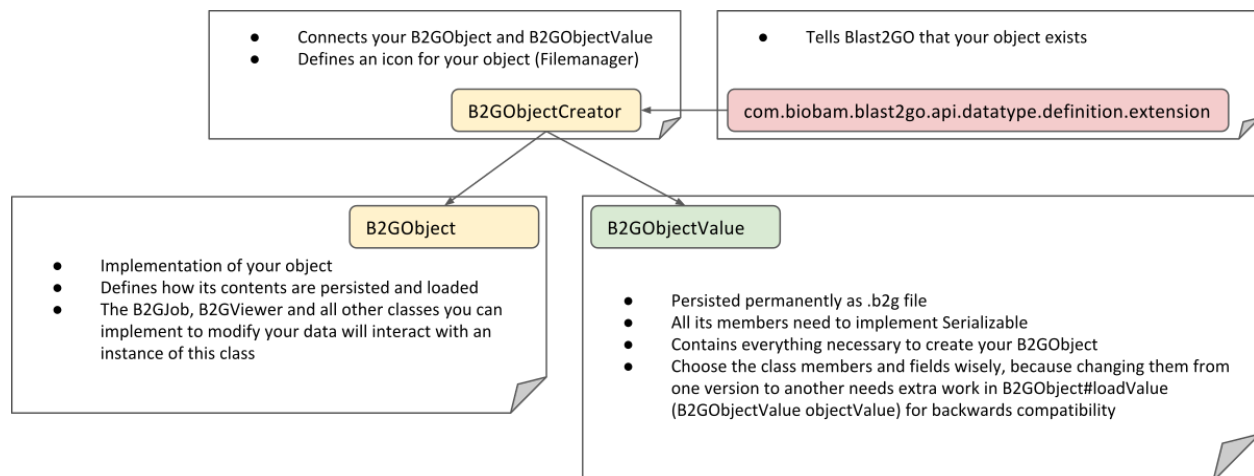 ● Connects your B2GObject and B2GObjectValue
● Defines an icon for your object (Filemanager)
B2GObjectCreator
● Tells Blast2GO that your object exists
com.biobam.blast2go.api.datatype.definition.extension
B2GObject
● Implementation of your object
● Defines how its contents are persisted and loaded
● The B2GJob, B2GViewer and all other classes you can
implement to modify your data will interact with an
instance of this class
B2GObjectValue
● Persisted permanently as .b2g file
● All its members need to implement Serializable
● Contains everything necessary to create your B2GObject
● Choose the class members and fields wisely, because changing them from
one version to another needs extra work in B2GObject#loadValue
(B2GObjectValue objectValue) for backwards compatibility